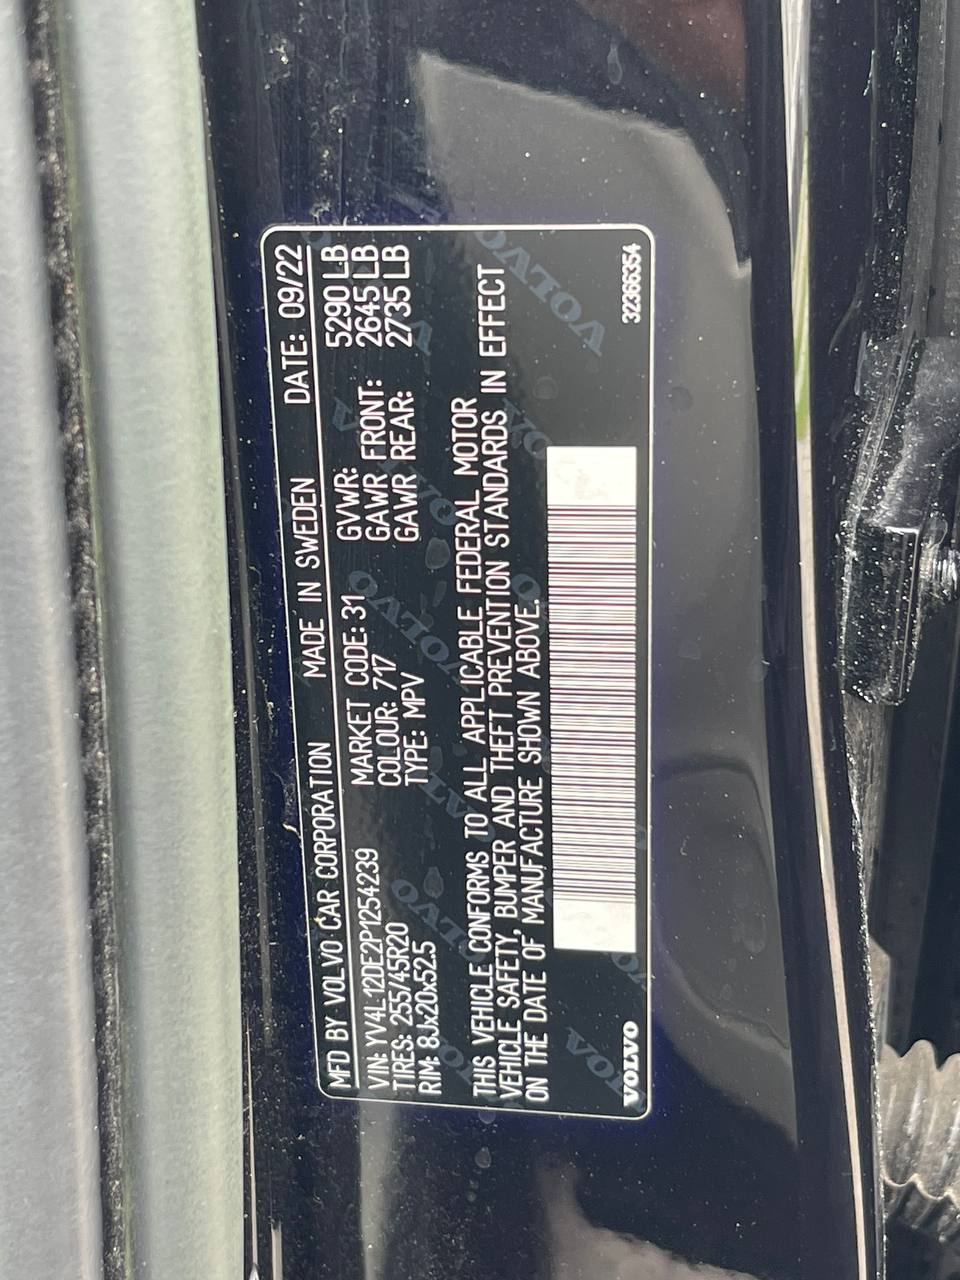 MFD BY VOLVO CAR CORPORATION MADE IN SWEDEN DATE: 09/22
VIN: YV4L12DE2P1254239 MARKET CODE: 31 GVWR: 5290 LB
TIRES: 255/45R20 COLOUR: 717 GAWR FRONT: 2645 LB
RIM: 8Jx20x52.5 TYPE: MPV GAWR REAR: 2735 LB
THIS VEHICLE CONFORMS TO ALL APPLICABLE FEDERAL MOTOR
VEHICLE SAFETY, BUMPER AND THEFT PREVENTION STANDARDS IN EFFECT
ON THE DATE OF MANUFACTURE SHOWN ABOVE.
VOLVO 32366354